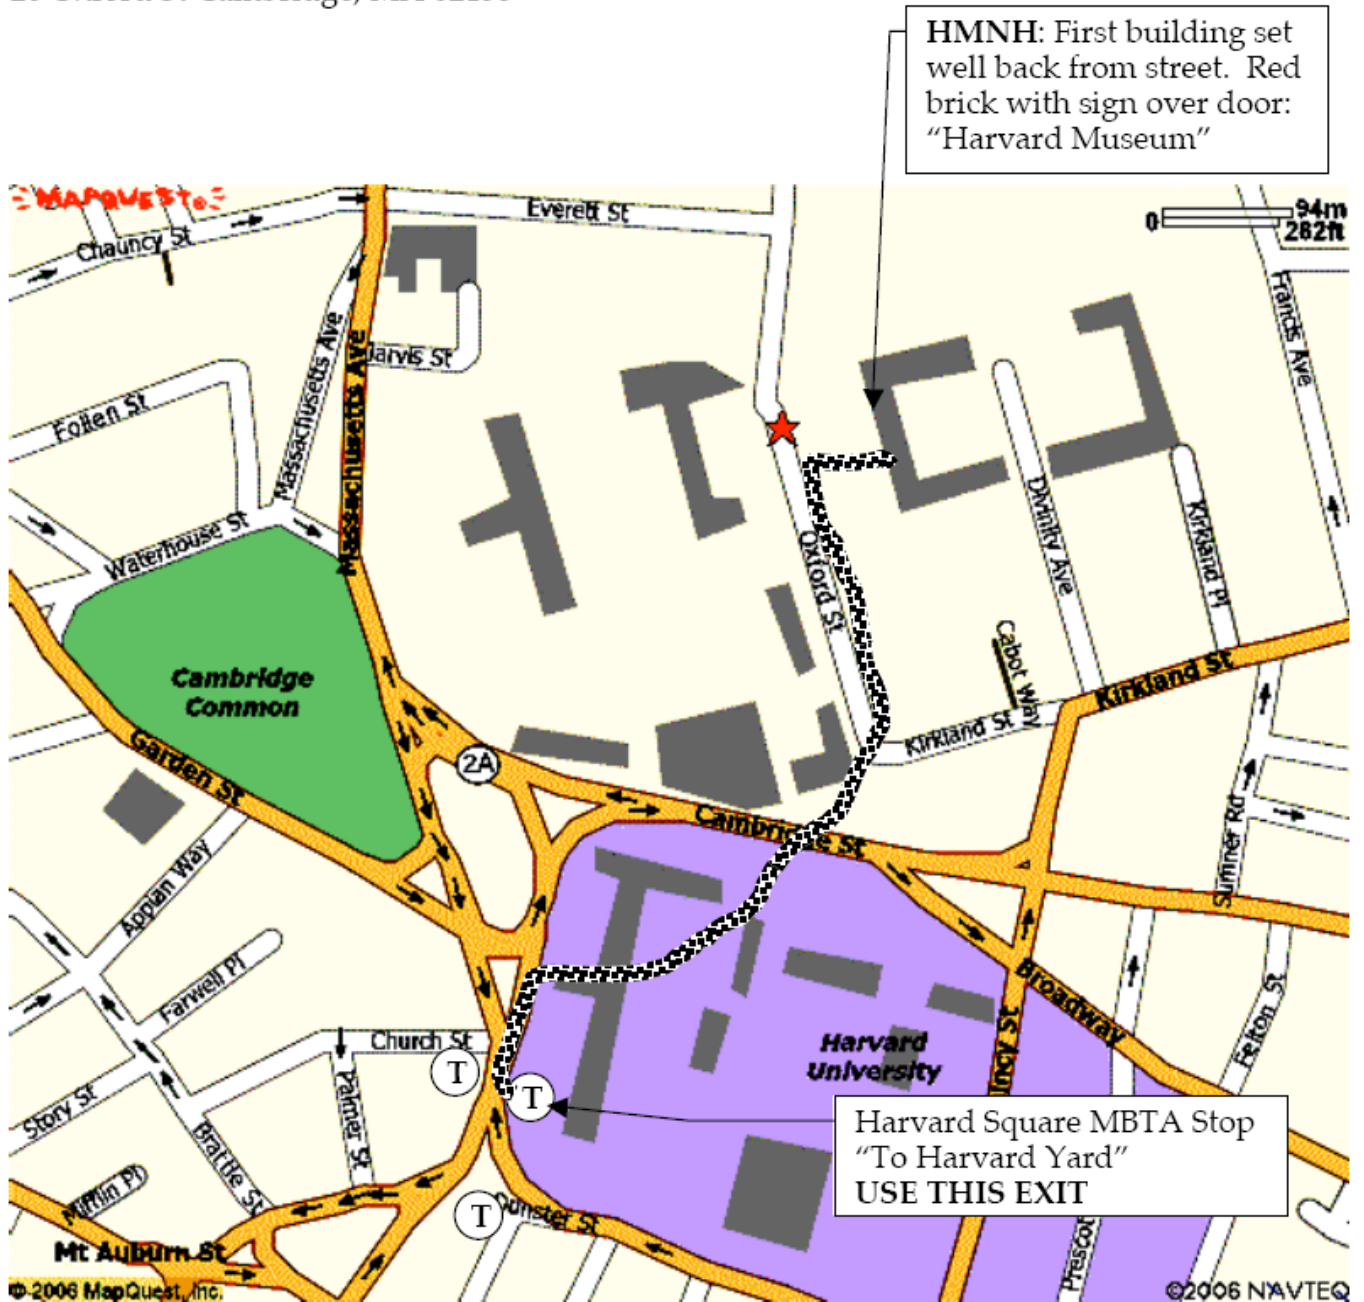 HMNH: First building set
well back from street. Red
brick with sign over door:
“Harvard Museum”
MAPQUEST
Everett St
0
94m
282ft
Chauncy St
Massachusetts Ave
Massachusetts Ave
Jarvis St
Francis Ave
Follen St
Waterhouse St
Oxford St
Divinity Ave
Kirkland Pl
Cabot Way
Cambridge
Common
Kirkland St
Kirkland St
Garden St
2A
Cambridge St
Sumner Rd
Appian Way
Farwell Pl
Broadway
Felton St
Church St
Harvard
University
T
T
Story St
Palmer St
Brattle St
Harvard Square MBTA Stop
“To Harvard Yard”
USE THIS EXIT
Mifflin Pl
T
Dunster St
Mt Auburn St
Prescot
© 2006 MapQuest, Inc.
©2006 NAVTEQ